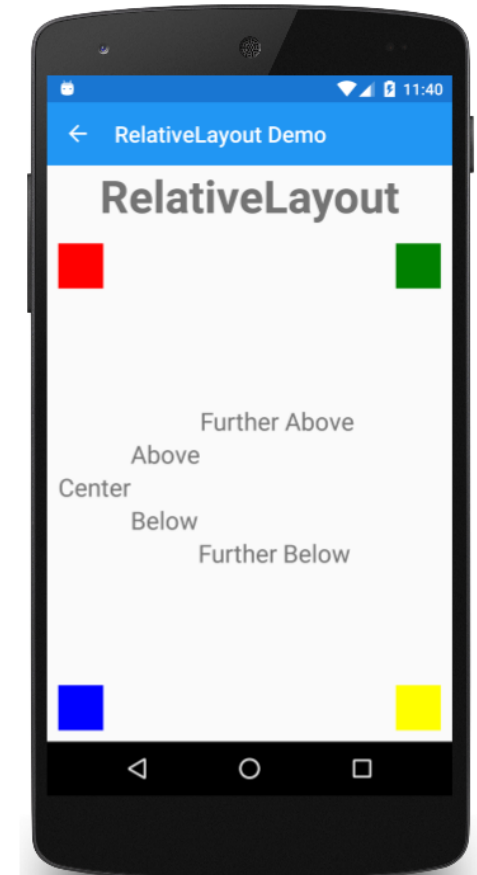 11:40
RelativeLayout Demo
RelativeLayout
Further Above
Above
Center
Below
Further Below